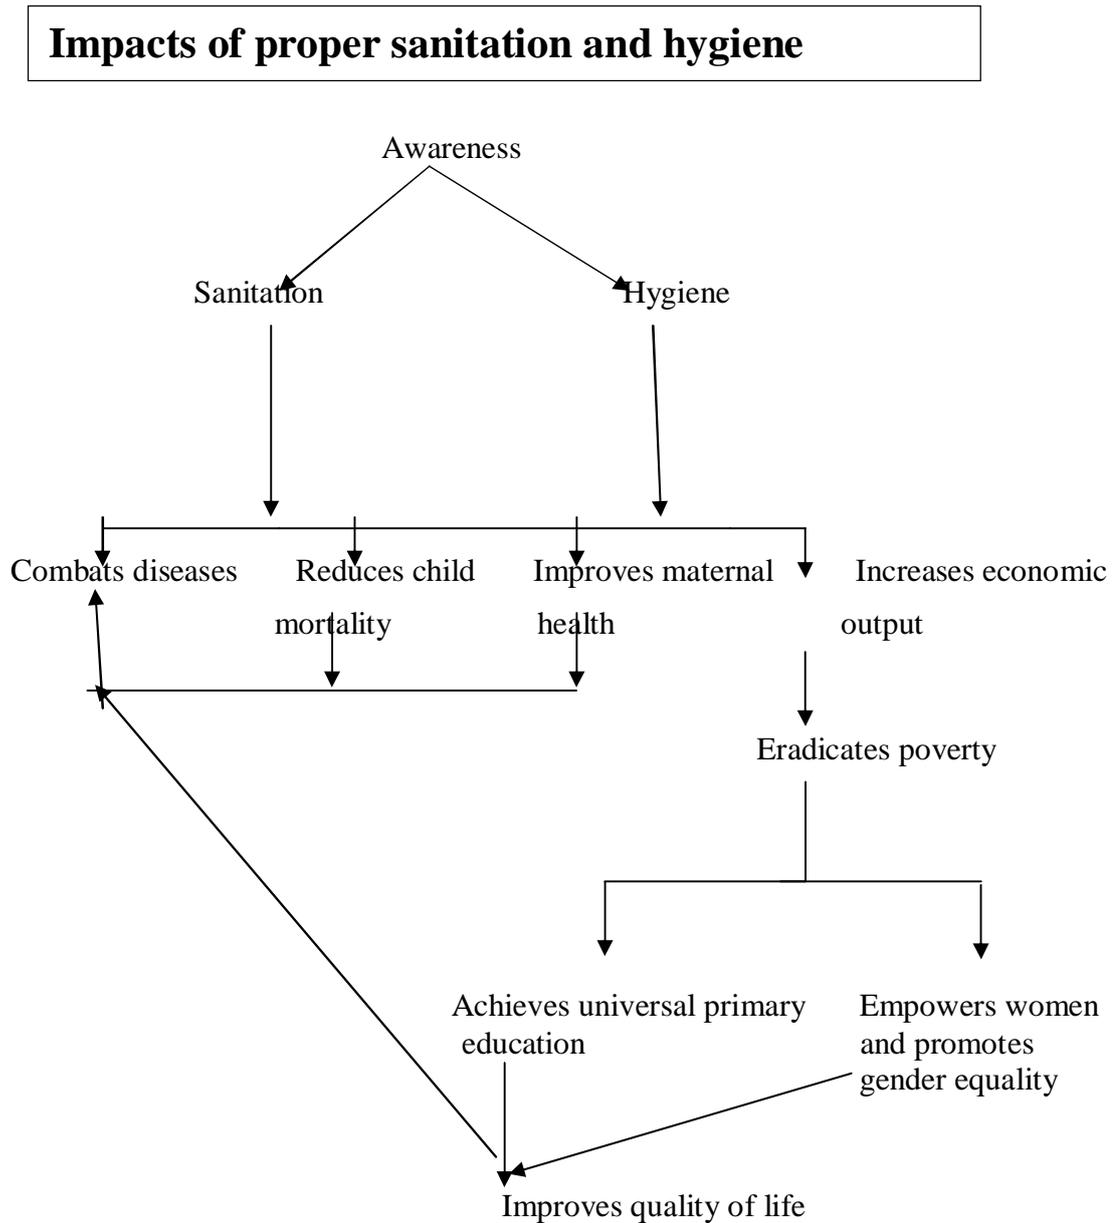 Impacts of proper sanitation and hygiene
Awareness
Sanitation
Hygiene
Combats diseases
Reduces child
mortality
Improves maternal
health
Increases economic
output
Eradicates poverty
Achieves universal primary
education
Empowers women
and promotes
gender equality
Improves quality of life